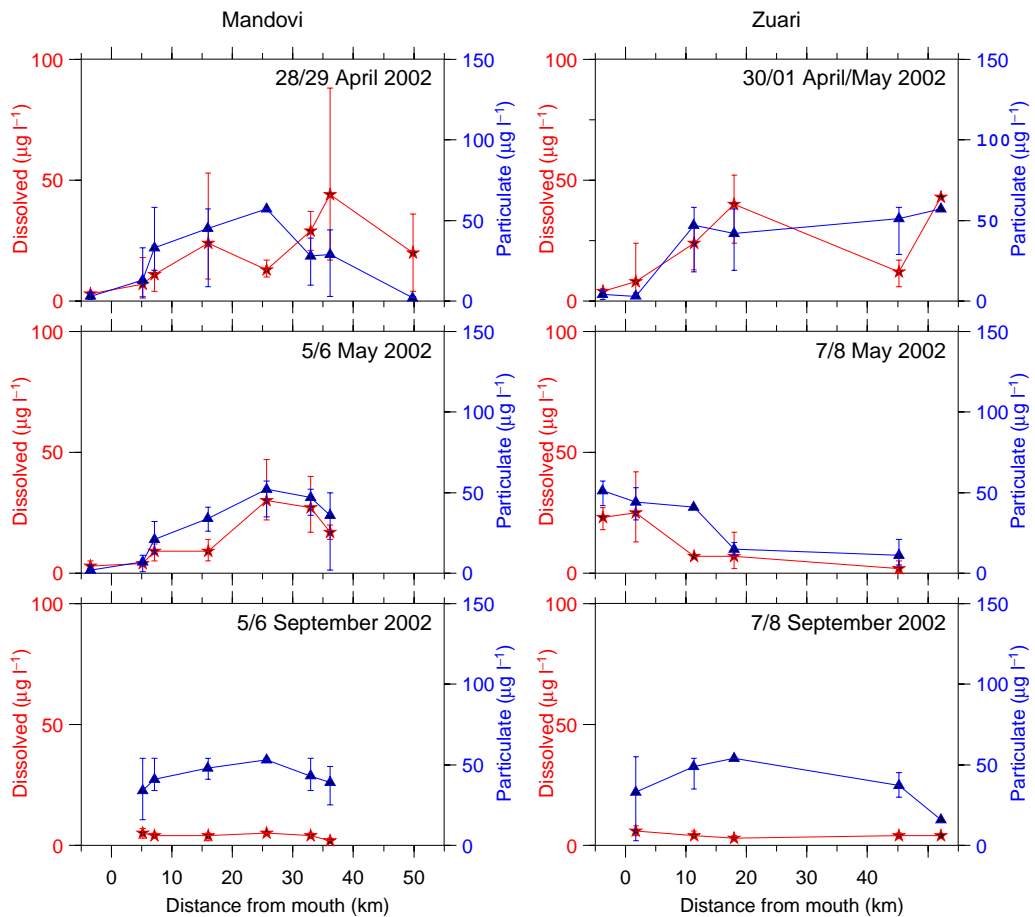 Mandovi
Zuari
28/29 April 2002
Dissolved (µg l⁻¹)
0
50
100
Particulate (µg l⁻¹)
0
50
100
150
30/01 April/May 2002
Dissolved (µg l⁻¹)
0
50
100
Particulate (µg l⁻¹)
0
50
100
150
5/6 May 2002
Dissolved (µg l⁻¹)
0
50
100
Particulate (µg l⁻¹)
0
50
100
150
7/8 May 2002
Dissolved (µg l⁻¹)
0
50
100
Particulate (µg l⁻¹)
0
50
100
150
5/6 September 2002
Dissolved (µg l⁻¹)
0
50
100
Particulate (µg l⁻¹)
0
50
100
150
0 10 20 30 40 50
Distance from mouth (km)
7/8 September 2002
Dissolved (µg l⁻¹)
0
50
100
Particulate (µg l⁻¹)
0
50
100
150
0 10 20 30 40 50
Distance from mouth (km)